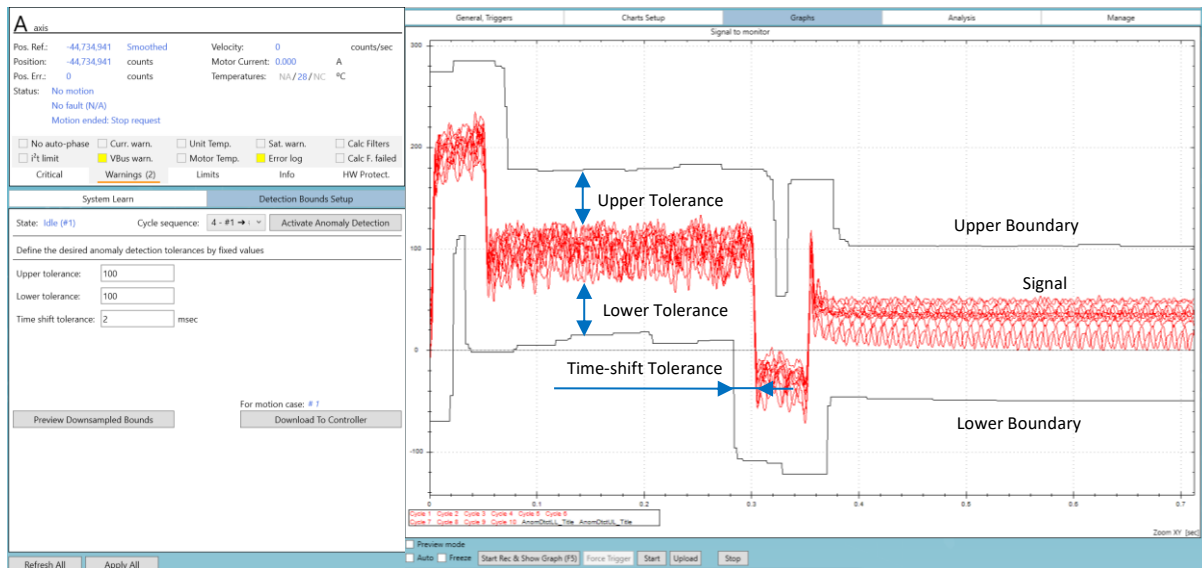 A axis
Pos. Ref.: -44,734,941 Smoothed Velocity: 0 counts/sec
Position: -44,734,941 counts Motor Current: 0.000 A
Pos. Err.: 0 counts Temperatures: NA / 28 / NC ºC
Status: No motion
No fault (N/A)
Motion ended: Stop request
No auto-phase Curr. warn. Unit Temp. Sat. warn. Calc Filters
i²t limit VBus warn. Motor Temp. Error log Calc F. failed
Critical Warnings (2) Limits Info HW Protect.
System Learn Detection Bounds Setup
State: Idle (#1) Cycle sequence: 4 - #1 ➔ Activate Anomaly Detection
Define the desired anomaly detection tolerances by fixed values
Upper tolerance: 100
Lower tolerance: 100
Time shift tolerance: 2 msec
For motion case: # 1
Preview Downsampled Bounds Download To Controller
Refresh All Apply All
General, Triggers Charts Setup Graphs Analysis Manage
Signal to monitor
300
200
Upper Tolerance
Upper Boundary
100
Signal
Lower Tolerance
0
Time-shift Tolerance
Lower Boundary
-100
0.0 0.1 0.2 0.3 0.4 0.5 0.6 0.7
Cycle 1 Cycle 2 Cycle 3 Cycle 4 Cycle 5 Cycle 6
Cycle 7 Cycle 8 Cycle 9 Cycle 10 AnomDtctLL_Title AnomDtctUL_Title
Zoom XY [sec]
Preview mode
Auto Freeze Start Rec & Show Graph (F5) Force Trigger Start Upload Stop